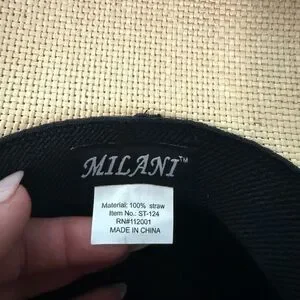 MILANI™
Material: 100% straw
Item No.: ST-124
RN#112001
MADE IN CHINA